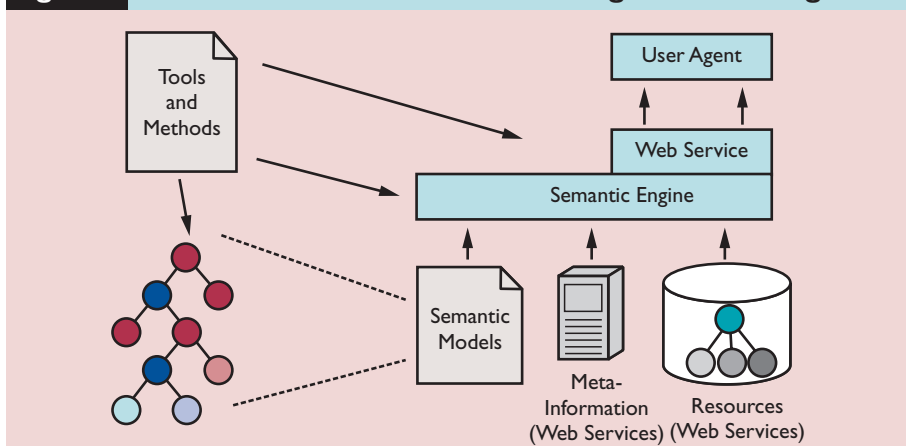 Tools
and
Methods
User Agent
Web Service
Semantic Engine
Semantic
Models
Meta-
Information
(Web Services)
Resources
(Web Services)